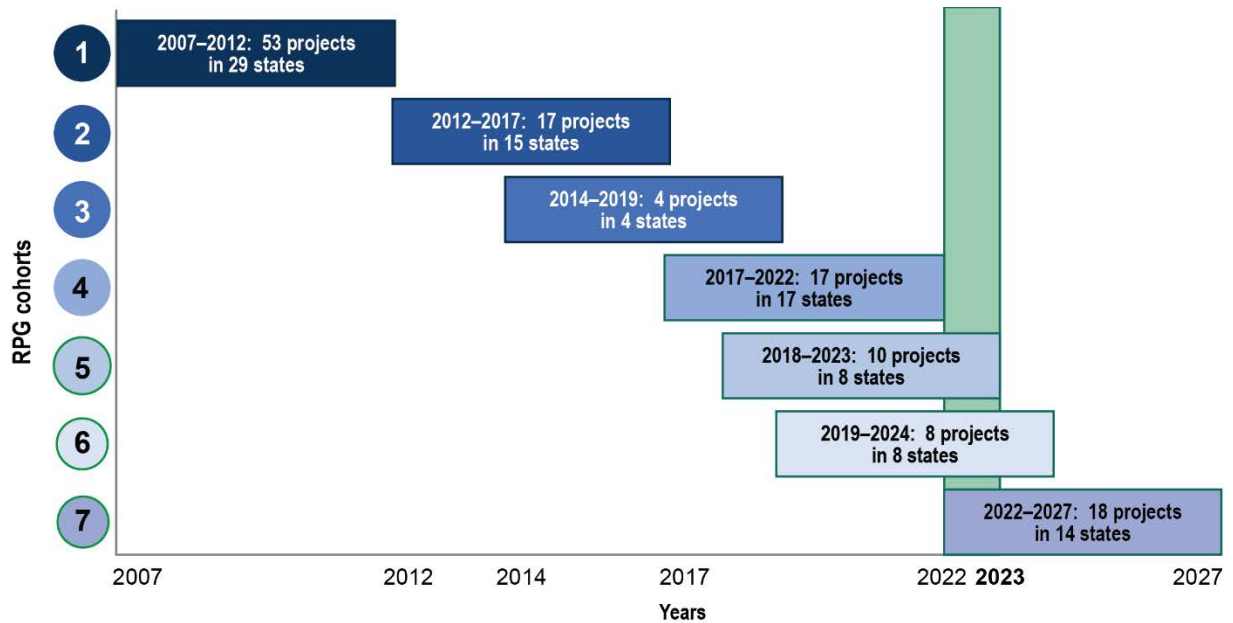 RPG cohorts
1
2007–2012: 53 projects
in 29 states
2
2012–2017: 17 projects
in 15 states
3
2014–2019: 4 projects
in 4 states
4
2017–2022: 17 projects
in 17 states
5
2018–2023: 10 projects
in 8 states
6
2019–2024: 8 projects
in 8 states
7
2022–2027: 18 projects
in 14 states
2007 2012 2014 2017 2022 2023 2027
Years